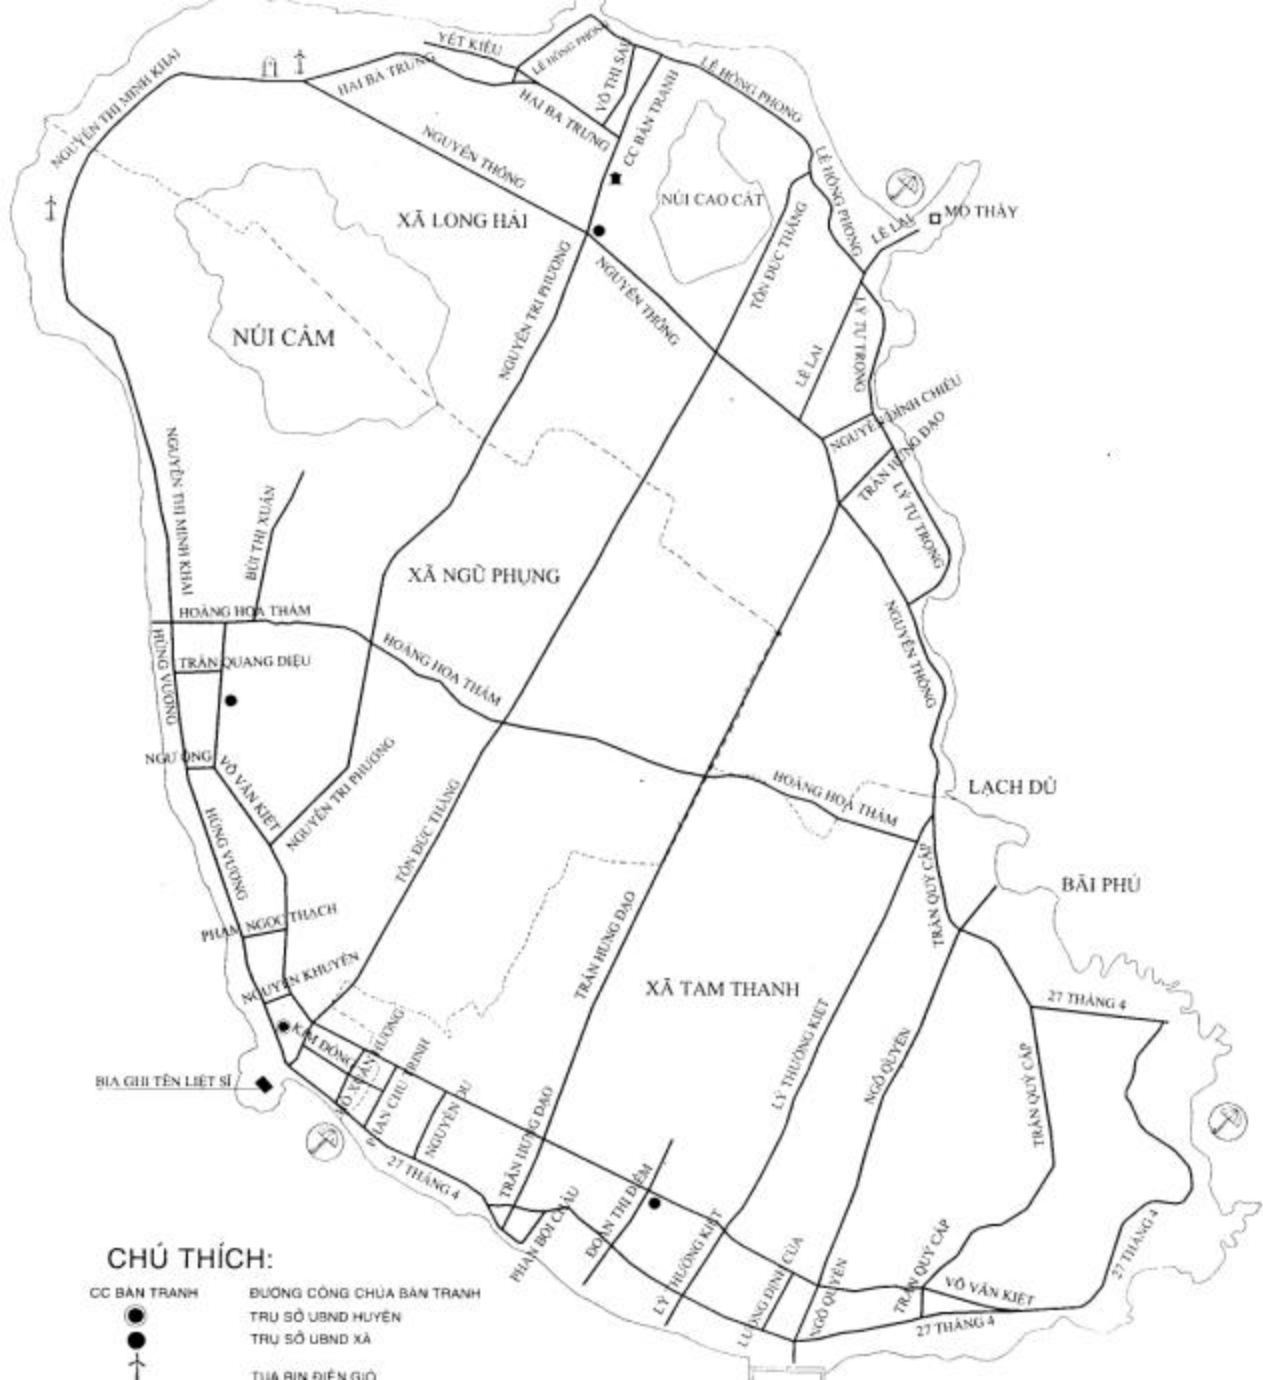 YẾT KIÊU
LÊ HỒNG PHONG
VÕ THỊ SÁU
HAI BÀ TRƯNG
HAI BÀ TRƯNG
CC BÀN TRANH
LÊ HỒNG PHONG
NGUYỄN THỊ MINH KHAI
NGUYỄN THÔNG
LÊ HỒNG PHONG
NÚI CAO CÁT
XÃ LONG HẢI
LÊ LAI
MỘ THẦY
TÔN ĐỨC THẮNG
NGUYỄN TRI PHƯƠNG
NGUYỄN THÔNG
NÚI CẤM
LÝ TỰ TRỌNG
LÊ LAI
NGUYỄN ĐÌNH CHIỂU
TRẦN HƯNG ĐẠO
NGUYỄN THỊ MINH KHAI
LÝ TỰ TRỌNG
BÙI THỊ XUÂN
XÃ NGŨ PHỤNG
HOÀNG HOA THÁM
NGUYỄN THÔNG
HÙNG VƯƠNG
TRẦN QUANG DIỆU
HOÀNG HOA THÁM
NGƯ ÔNG
VÕ VĂN KIỆT
NGUYỄN TRI PHƯƠNG
HOÀNG HOA THÁM
LẠCH DÙ
TÔN ĐỨC THẮNG
HÙNG VƯƠNG
TRẦN QUÝ CÁP
BÃI PHỦ
PHẠM NGỌC THẠCH
TRẦN HƯNG ĐẠO
NGUYỄN KHUYẾN
XÃ TAM THANH
27 THÁNG 4
KIM ĐỒNG
HỒ XUÂN HƯƠNG
PHAN CHU TRINH
LÝ THƯỜNG KIỆT
NGÔ QUYỀN
TRẦN QUÝ CÁP
BIA GHI TÊN LIỆT SĨ
NGUYỄN DU
27 THÁNG 4
TRẦN HƯNG ĐẠO
PHAN BỘI CHÂU
ĐOÀN THỊ ĐIỂM
LÝ THƯỜNG KIỆT
LƯƠNG ĐỊNH CỦA
NGÔ QUYỀN
TRẦN QUÝ CÁP
VÕ VĂN KIỆT
27 THÁNG 4
27 THÁNG 4
CHÚ THÍCH:
CC BÀN TRANH ĐƯỜNG CÔNG CHÚA BÀN TRANH
TRỤ SỞ UBND HUYỆN
TRỤ SỞ UBND XÃ
TUA BIN ĐIỆN GIÓ